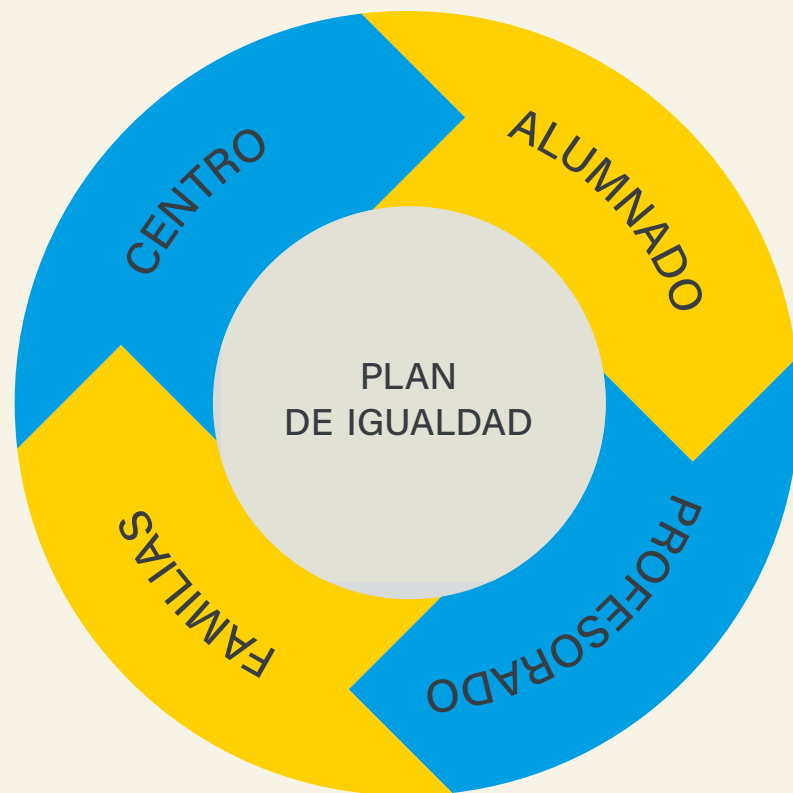 CENTRO
ALUMNADO
PLAN
DE IGUALDAD
PROFESORADO
FAMILIAS